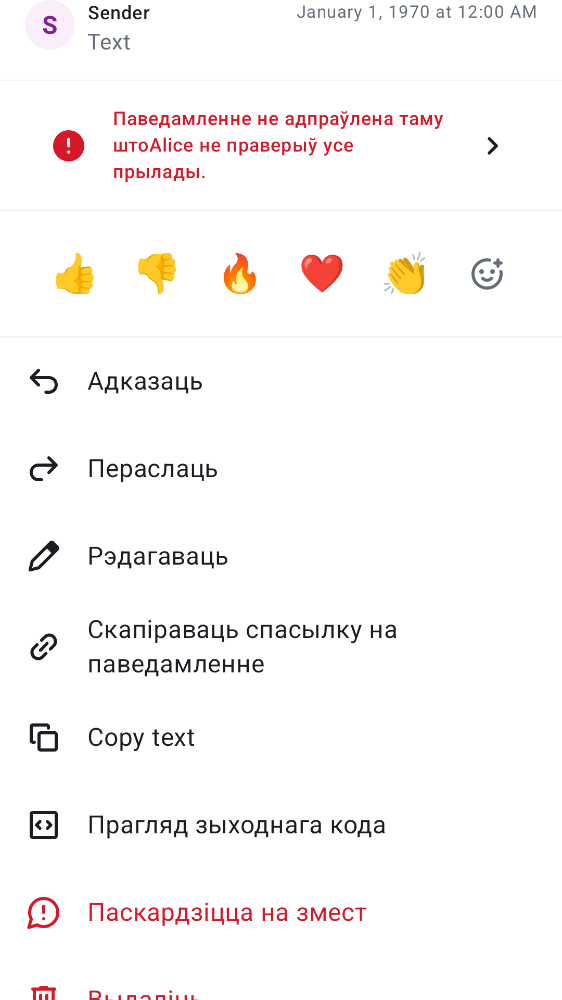 S
Sender
January 1, 1970 at 12:00 AM
Text
Паведамленне не адпраўлена таму
штоAlice не праверыў усе
прылады.
Адказаць
Пераслаць
Рэдагаваць
Скапіраваць спасылку на
паведамленне
Copy text
Прагляд зыходнага кода
Паскардзіцца на змест
Выдаліць